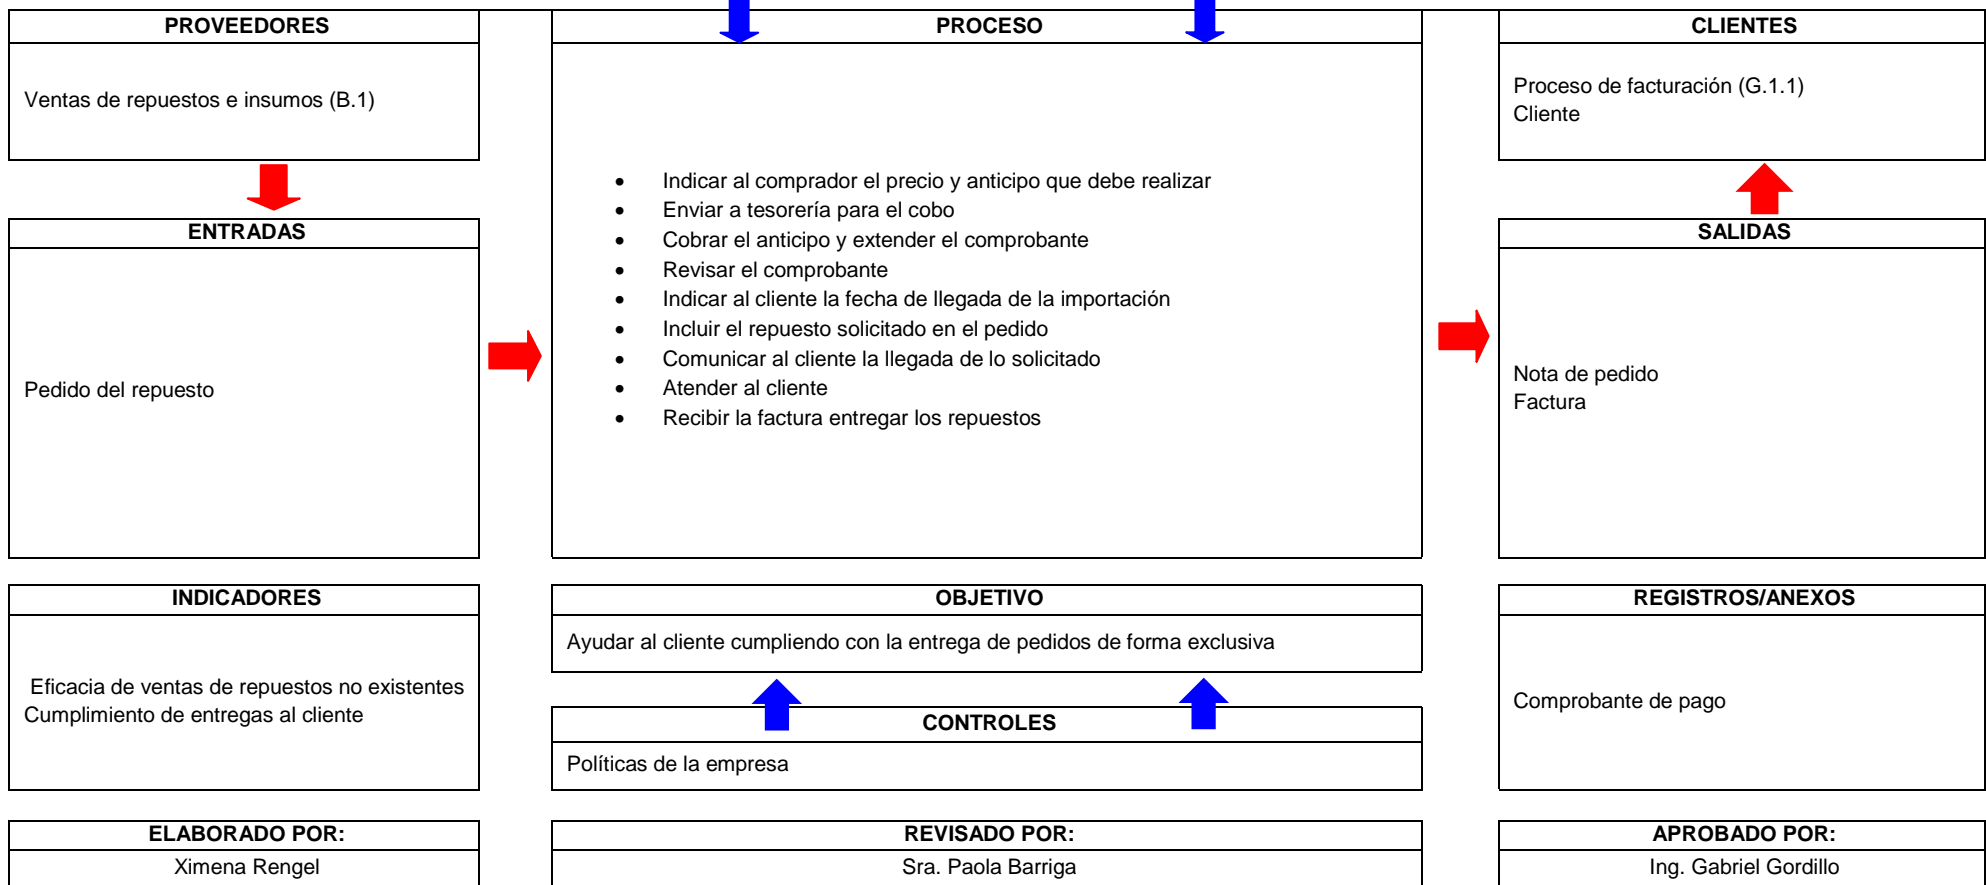 PROVEEDORES
Ventas de repuestos e insumos (B.1)
ENTRADAS
Pedido del repuesto
PROCESO
• Indicar al comprador el precio y anticipo que debe realizar
• Enviar a tesorería para el cobo
• Cobrar el anticipo y extender el comprobante
• Revisar el comprobante
• Indicar al cliente la fecha de llegada de la importación
• Incluir el repuesto solicitado en el pedido
• Comunicar al cliente la llegada de lo solicitado
• Atender al cliente
• Recibir la factura entregar los repuestos
CLIENTES
Proceso de facturación (G.1.1)
Cliente
SALIDAS
Nota de pedido
Factura
INDICADORES
Eficacia de ventas de repuestos no existentes
Cumplimiento de entregas al cliente
OBJETIVO
Ayudar al cliente cumpliendo con la entrega de pedidos de forma exclusiva
CONTROLES
Políticas de la empresa
REGISTROS/ANEXOS
Comprobante de pago
ELABORADO POR:
Ximena Rengel
REVISADO POR:
Sra. Paola Barriga
APROBADO POR:
Ing. Gabriel Gordillo